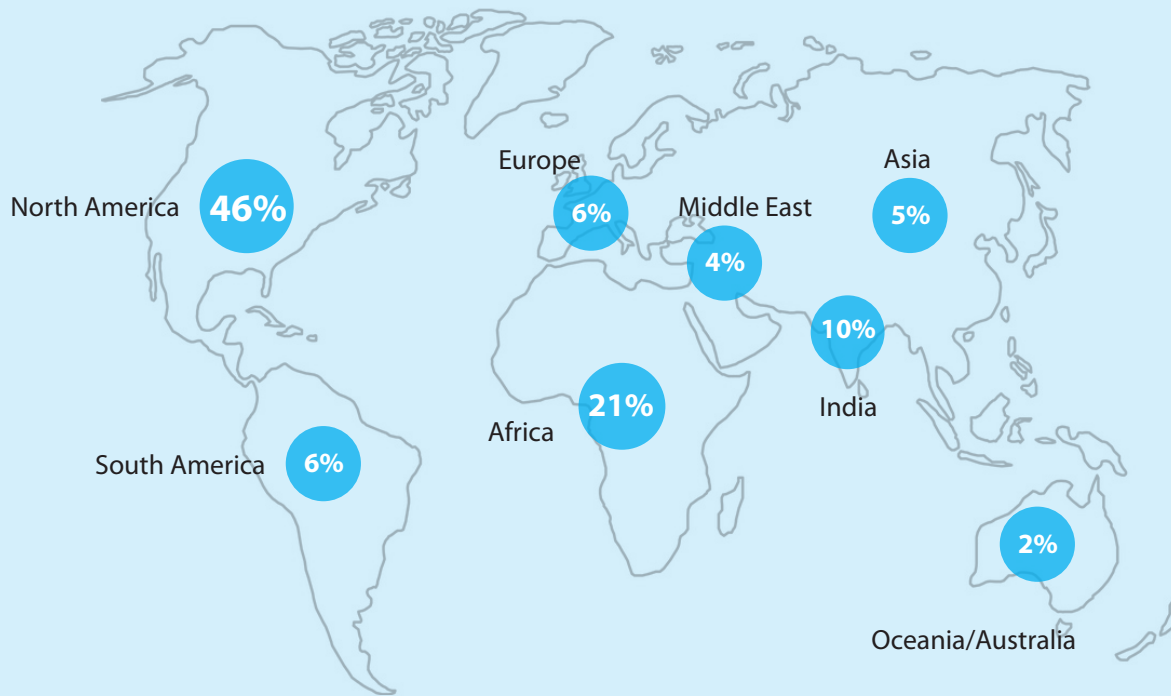 North America
46%
Europe
6%
Middle East
4%
Asia
5%
10%
India
Africa
21%
South America
6%
2%
Oceania/Australia